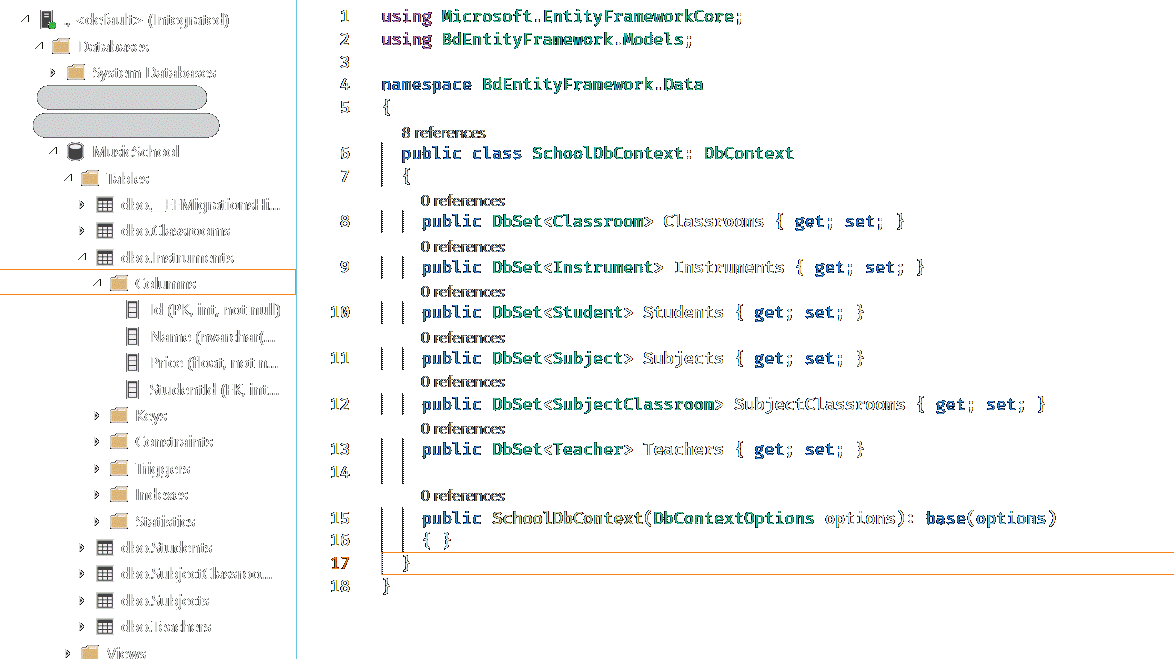 ., <default> (Integrated)
Databases
System Databases
MusicSchool
Tables
dbo.__EFMigrationsHi...
dbo.Classrooms
dbo.Instruments
Columns
Id (PK, int, not null)
Name (nvarchar(...
Price (float, not n...
StudentId (FK, int...
Keys
Constraints
Triggers
Indexes
Statistics
dbo.Students
dbo.SubjectClassroo...
dbo.Subjects
dbo.Teachers
Views
1 using Microsoft.EntityFrameworkCore;
2 using BdEntityFramework.Models;
3
4 namespace BdEntityFramework.Data
5 {
8 references
6 public class SchoolDbContext: DbContext
7 {
0 references
8 public DbSet<Classroom> Classrooms { get; set; }
0 references
9 public DbSet<Instrument> Instruments { get; set; }
0 references
10 public DbSet<Student> Students { get; set; }
0 references
11 public DbSet<Subject> Subjects { get; set; }
0 references
12 public DbSet<SubjectClassroom> SubjectClassrooms { get; set; }
0 references
13 public DbSet<Teacher> Teachers { get; set; }
14
0 references
15 public SchoolDbContext(DbContextOptions options): base(options)
16 { }
17 }
18 }